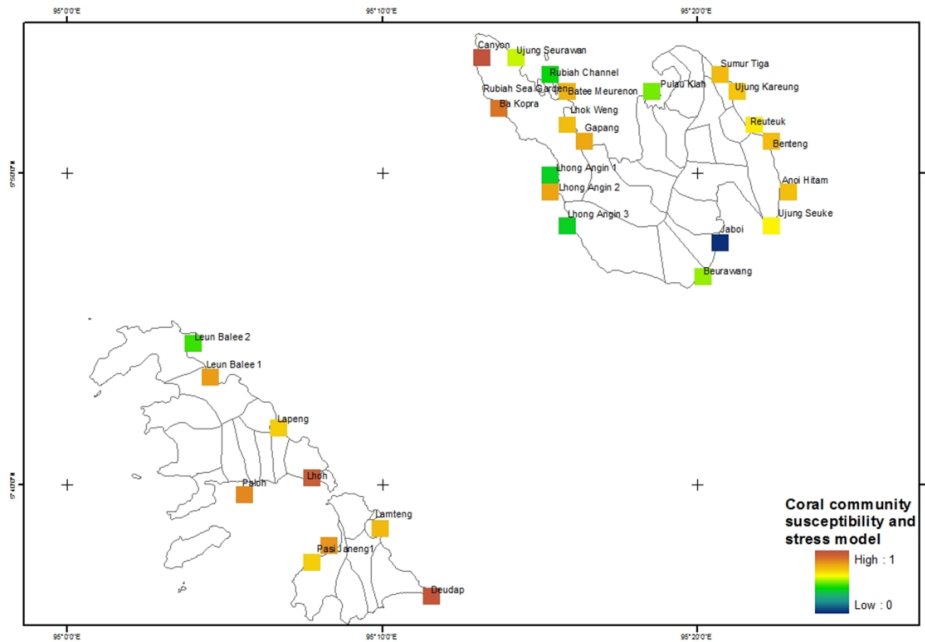 95°0'0"E 95°10'0"E 95°20'0"E
Canyon
Ujung Seurawan
Rubiah Channel
Sumur Tiga
Rubiah Sea Garden
Batee Meurenon
Pulau Klah
Ujung Kareung
Ba Kopra
Lhok Weng
Gapang
Reuteuk
Benteng
Lhong Angin 1
Lhong Angin 2
Anoi Hitam
Lhong Angin 3
Ujung Seuke
Jaboi
Beurawang
Leun Balee 2
Leun Balee 1
Lapeng
Lhoh
Paloh
Lamteng
Pasi Janeng1
Deudap
Coral community
susceptibility and
stress model
High : 1
Low : 0
95°0'0"E 95°10'0"E 95°20'0"E